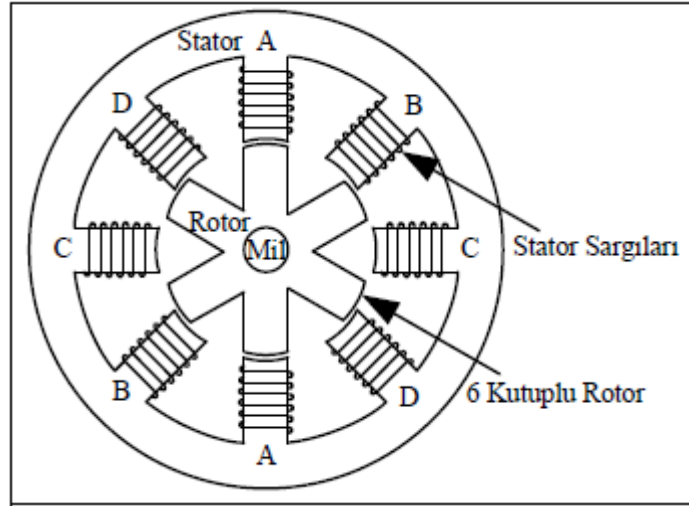 Stator A
D
B
Rotor
Mil
C
C
Stator Sargıları
B
D
6 Kutuplu Rotor
A